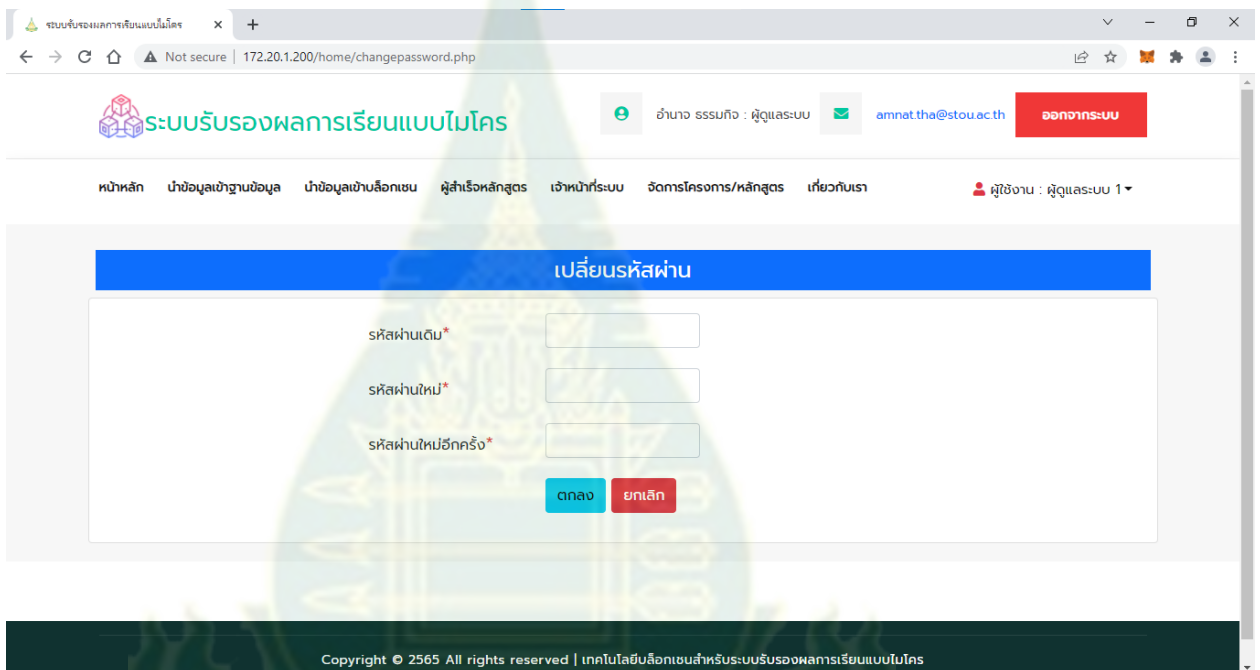 ระบบรับรองผลการเรียนแบบไมโคร
Not secure | 172.20.1.200/home/changepassword.php
ระบบรับรองผลการเรียนแบบไมโคร
อำนาจ ธรรมกิจ : ผู้ดูแลระบบ amnat.tha@stou.ac.th ออกจากระบบ
หน้าหลัก นำข้อมูลเข้าฐานข้อมูล นำข้อมูลเข้าบล็อกเชน ผู้สำเร็จหลักสูตร เจ้าหน้าที่ระบบ จัดการโครงการ/หลักสูตร เกี่ยวกับเรา ผู้ใช้งาน : ผู้ดูแลระบบ 1
เปลี่ยนรหัสผ่าน
รหัสผ่านเดิม*
รหัสผ่านใหม่*
รหัสผ่านใหม่อีกครั้ง*
ตกลง ยกเลิก
Copyright © 2565 All rights reserved | เทคโนโลยีบล็อกเชนสำหรับระบบรับรองผลการเรียนแบบไมโคร